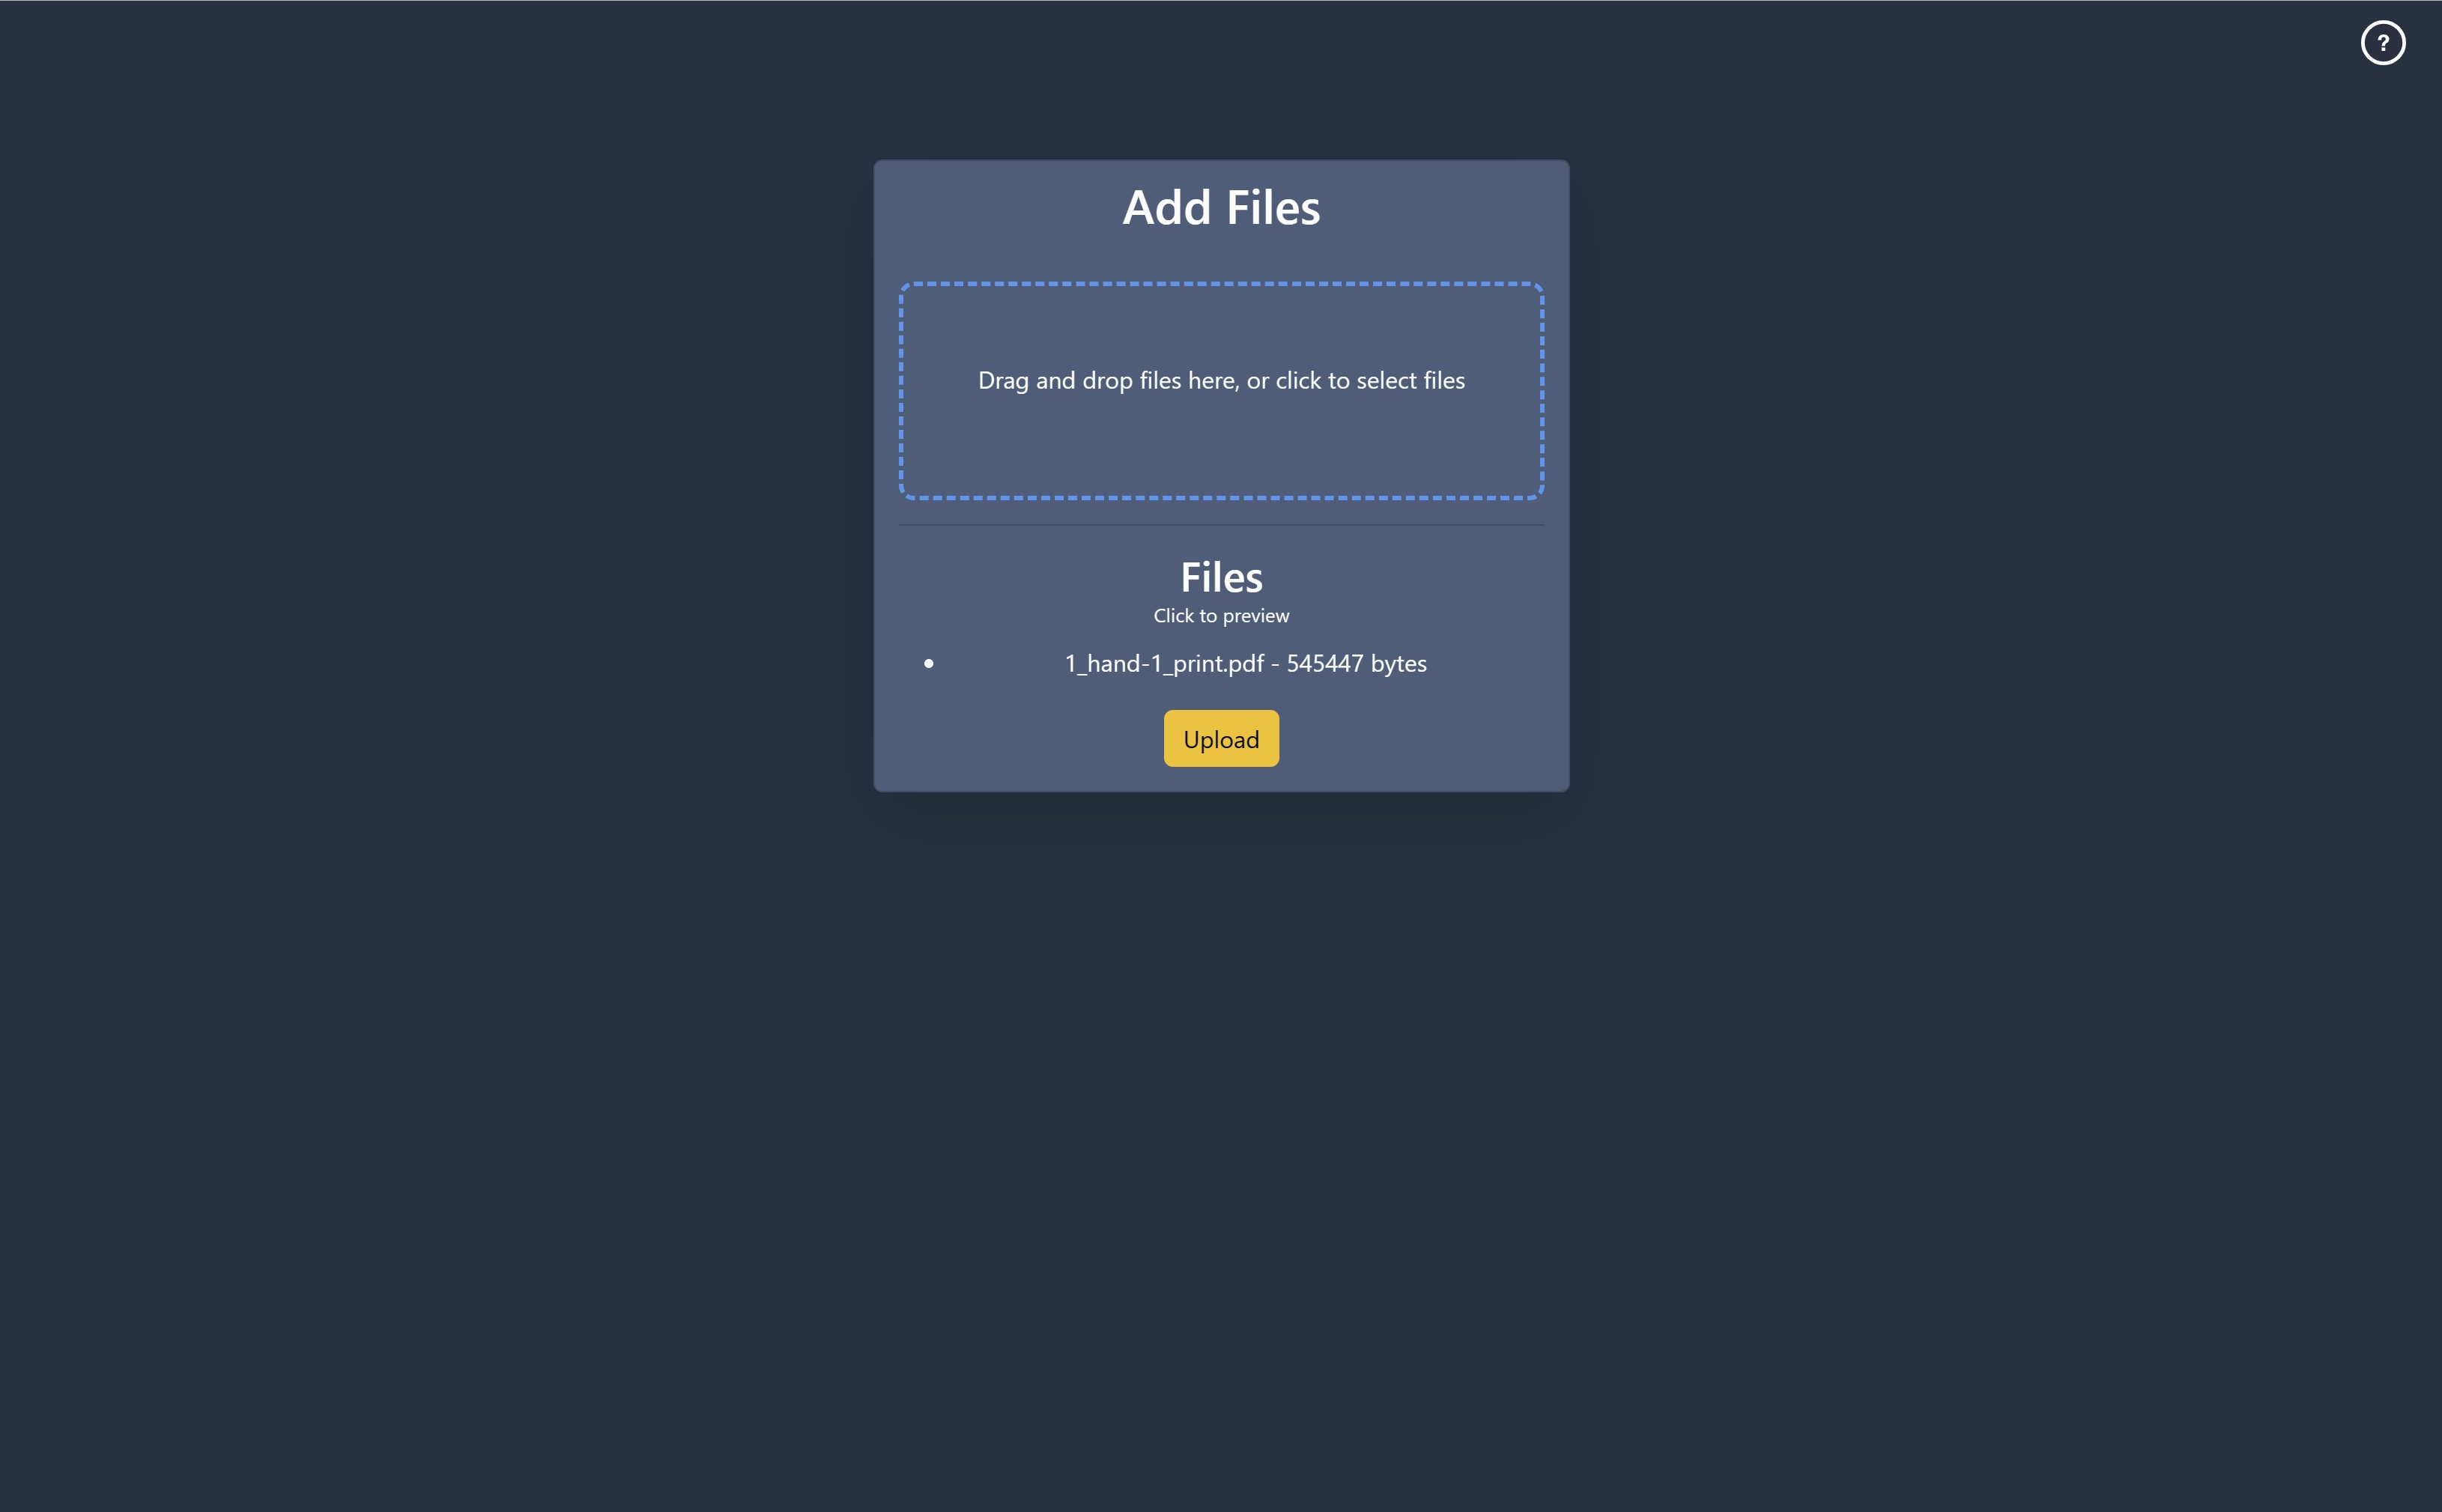 ?
Add Files
Drag and drop files here, or click to select files
Files
Click to preview
1_hand-1_print.pdf - 545447 bytes
Upload